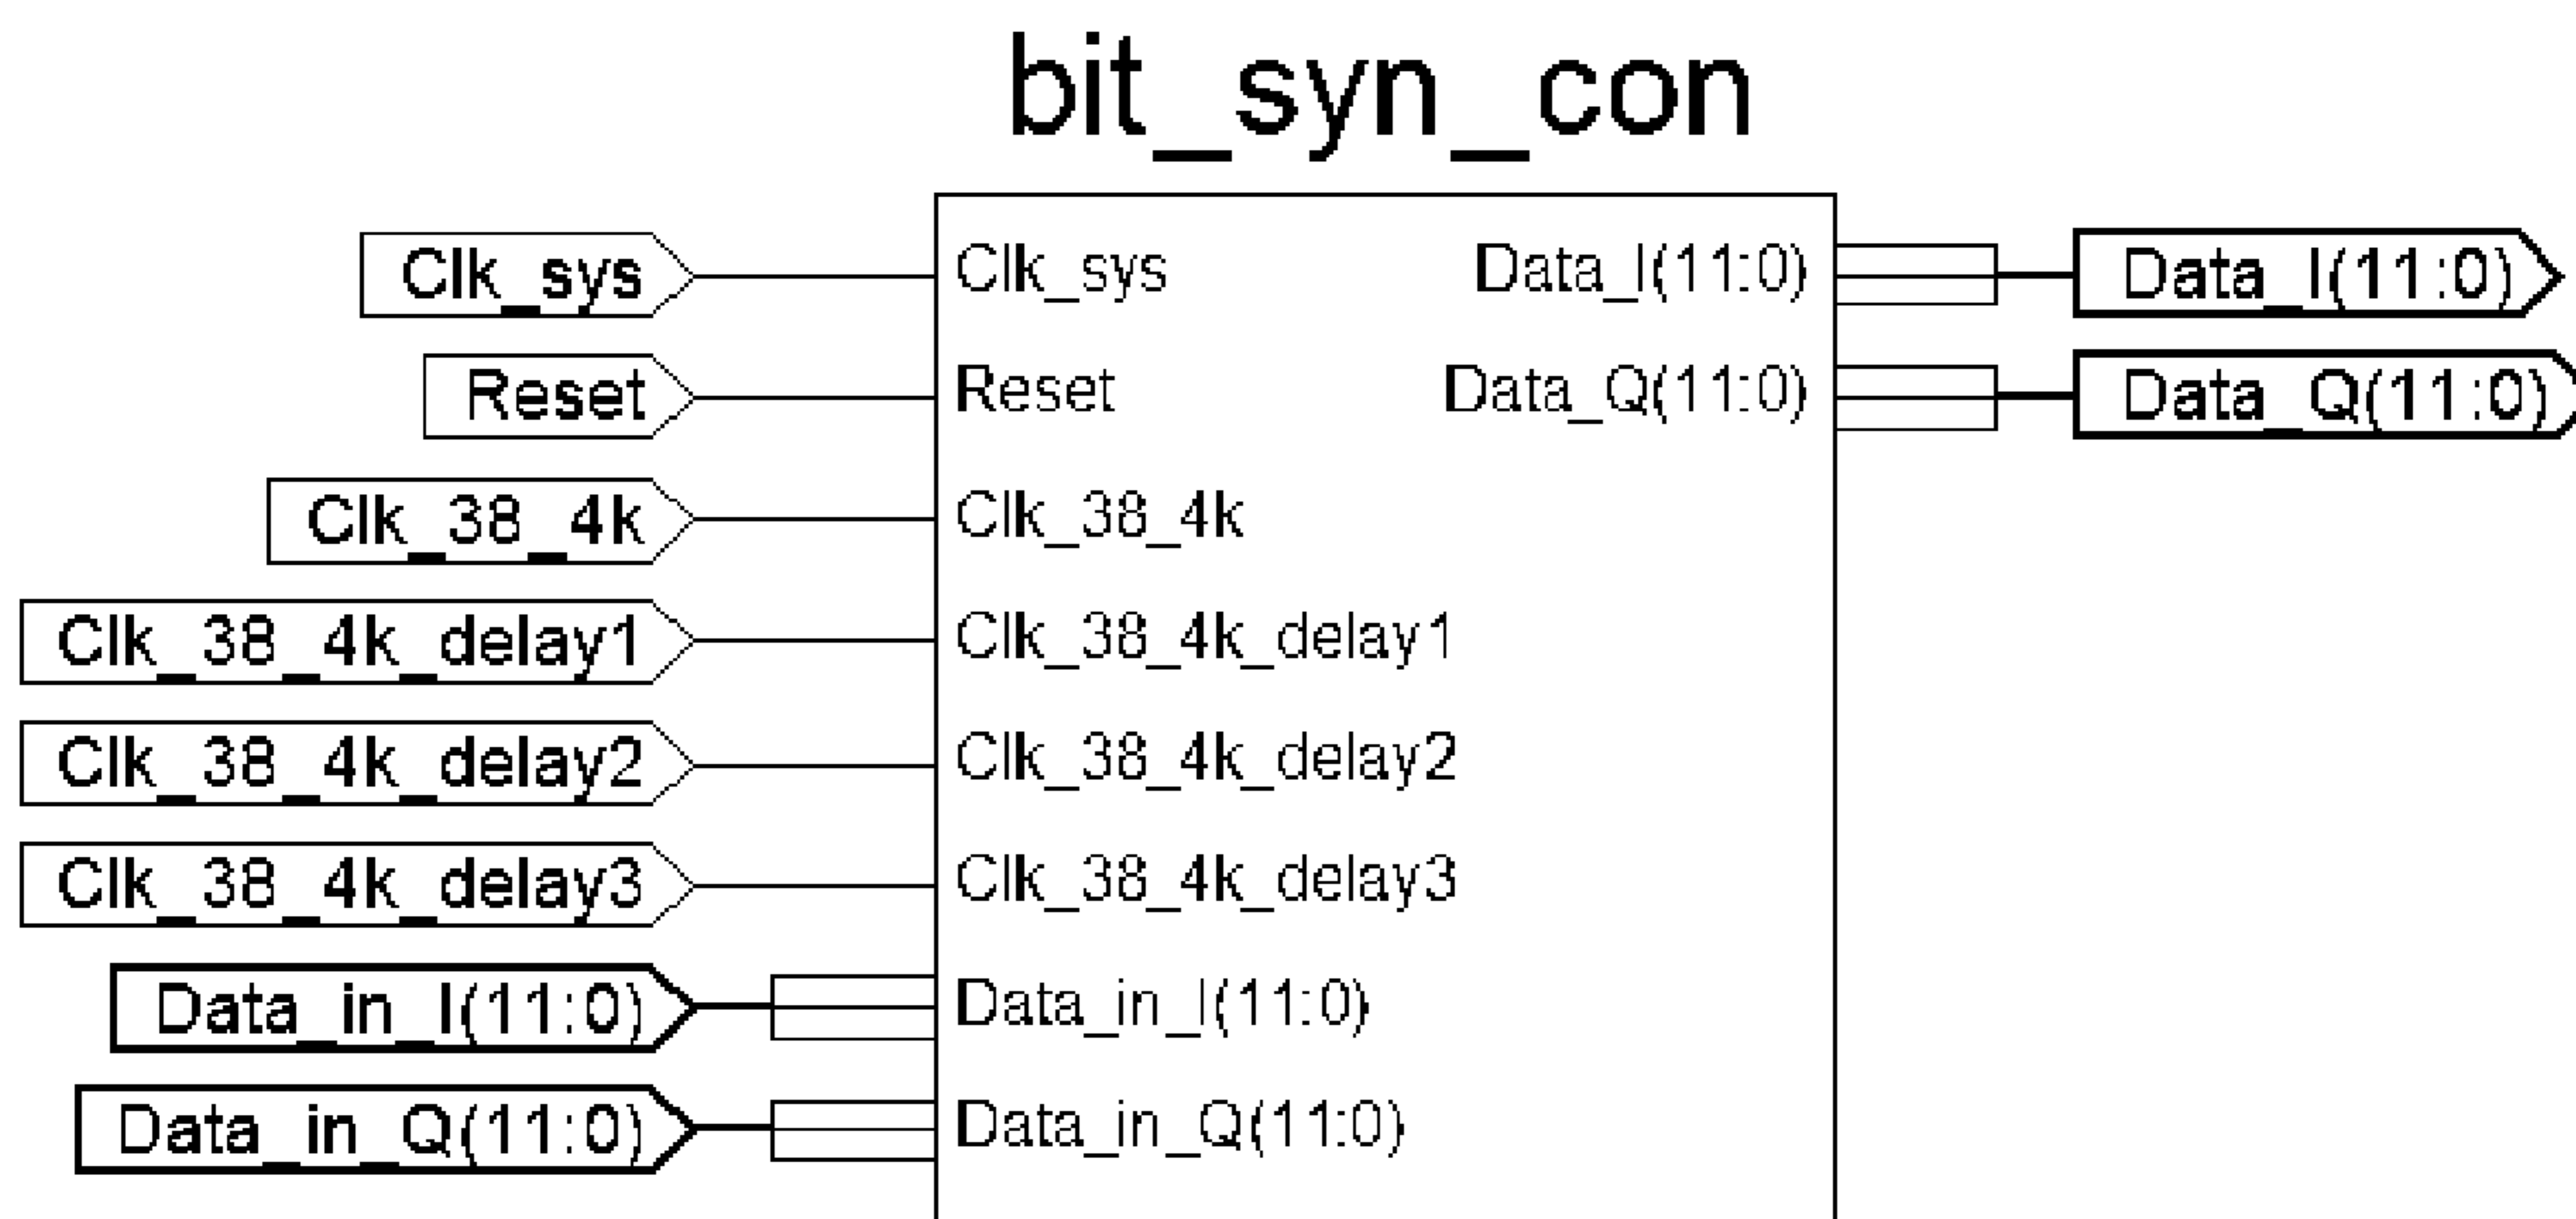 bit_syn_con
Clk_sys Clk_sys Data_I(11:0) Data_I(11:0)
Reset Reset Data_Q(11:0) Data_Q(11:0)
Clk_38_4k Clk_38_4k
Clk_38_4k_delay1 Clk_38_4k_delay1
Clk_38_4k_delay2 Clk_38_4k_delay2
Clk_38_4k_delay3 Clk_38_4k_delay3
Data_in_I(11:0) Data_in_I(11:0)
Data_in_Q(11:0) Data_in_Q(11:0)